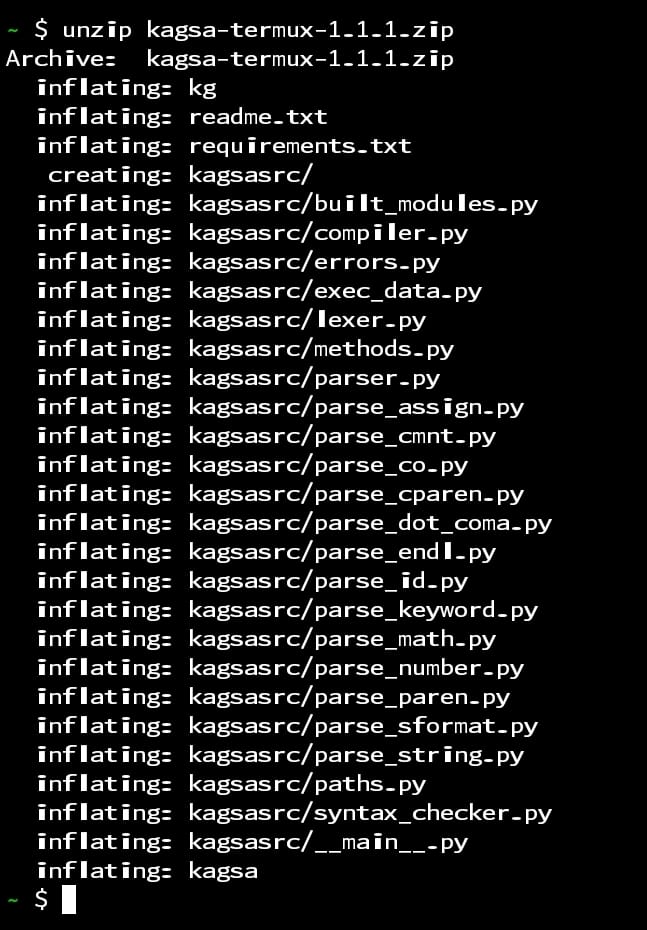 ~ $ unzip kagsa-termux-1.1.1.zip
Archive:  kagsa-termux-1.1.1.zip
  inflating: kg
  inflating: readme.txt
  inflating: requirements.txt
   creating: kagsasrc/
  inflating: kagsasrc/built_modules.py
  inflating: kagsasrc/compiler.py
  inflating: kagsasrc/errors.py
  inflating: kagsasrc/exec_data.py
  inflating: kagsasrc/lexer.py
  inflating: kagsasrc/methods.py
  inflating: kagsasrc/parser.py
  inflating: kagsasrc/parse_assign.py
  inflating: kagsasrc/parse_cmnt.py
  inflating: kagsasrc/parse_co.py
  inflating: kagsasrc/parse_cparen.py
  inflating: kagsasrc/parse_dot_coma.py
  inflating: kagsasrc/parse_endl.py
  inflating: kagsasrc/parse_id.py
  inflating: kagsasrc/parse_keyword.py
  inflating: kagsasrc/parse_math.py
  inflating: kagsasrc/parse_number.py
  inflating: kagsasrc/parse_paren.py
  inflating: kagsasrc/parse_sformat.py
  inflating: kagsasrc/parse_string.py
  inflating: kagsasrc/paths.py
  inflating: kagsasrc/syntax_checker.py
  inflating: kagsasrc/__main__.py
  inflating: kagsa
~ $